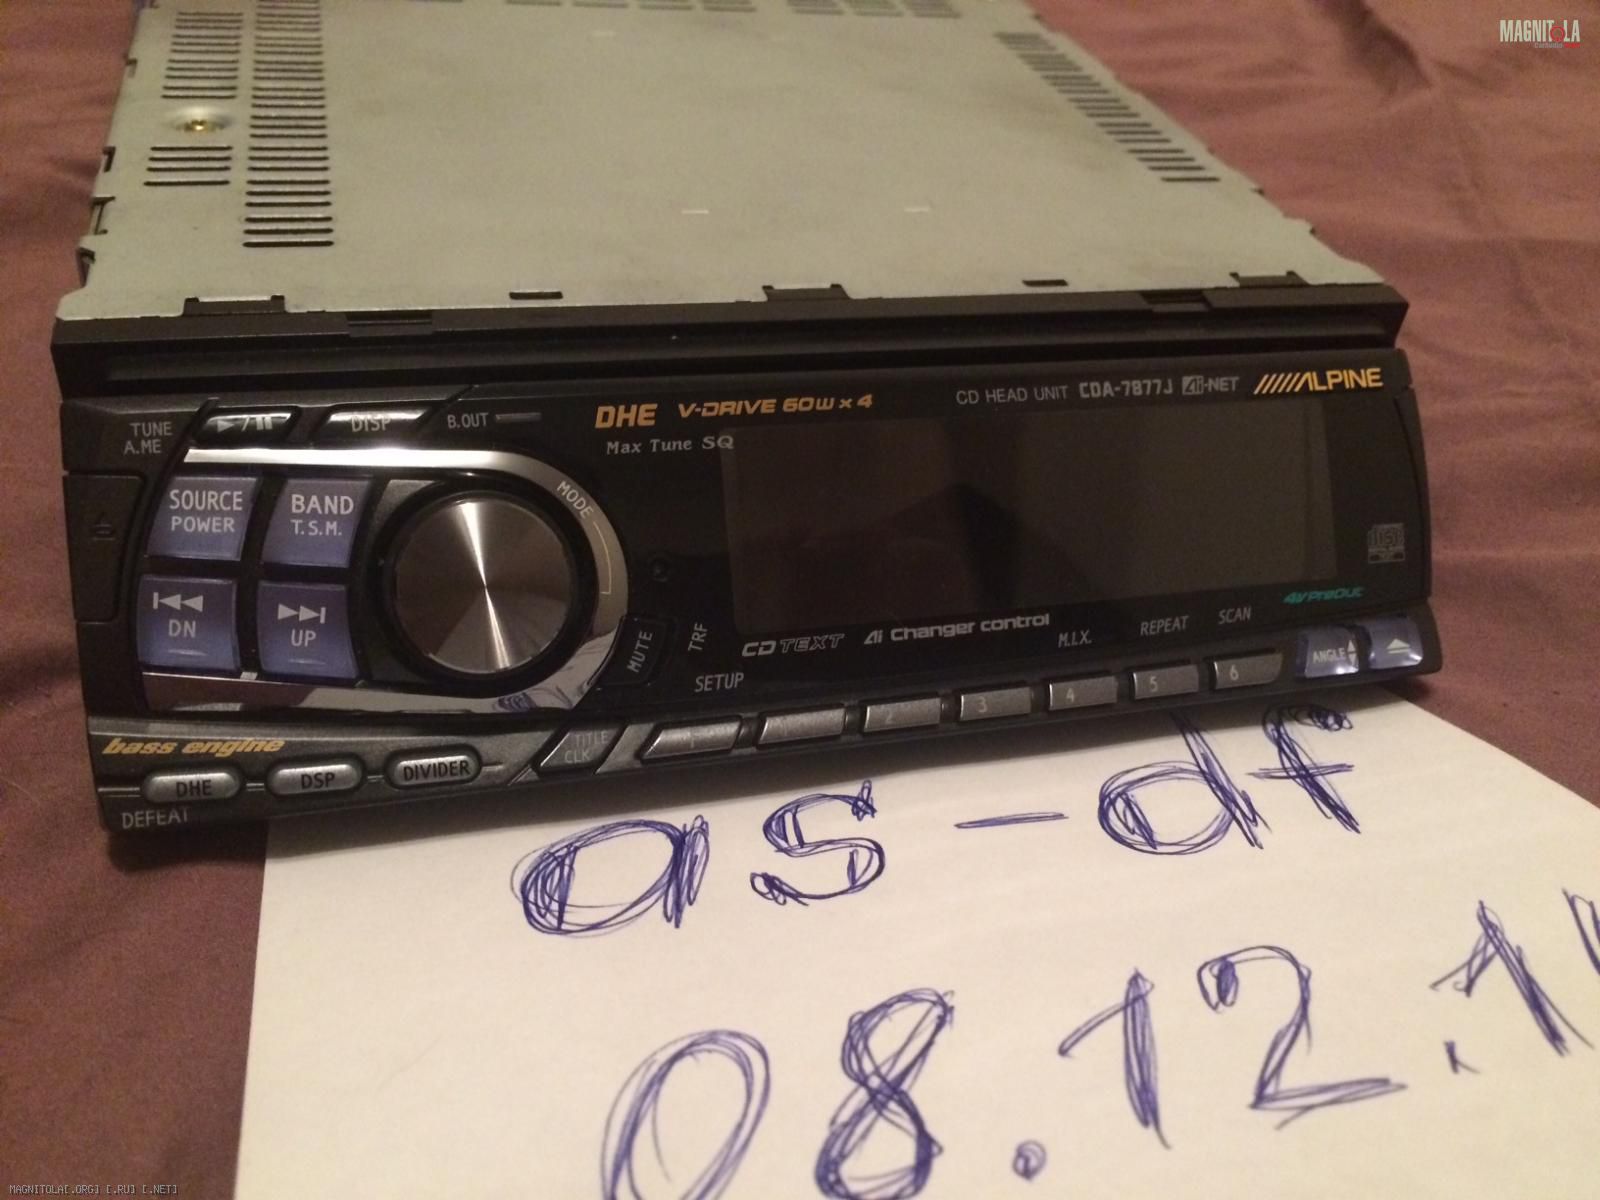 MAGNITOLA
DHE V-DRIVE 60W x 4
CD HEAD UNIT CDA-7877J Ai-NET ALPINE
TUNE
A.ME
DISP
B.OUT
Max Tune SQ
SOURCE
POWER
BAND
T.S.M.
MODE
DN
UP
MUTE
TRF
SETUP
CD TEXT Ai Changer control
M.I.X.
REPEAT
SCAN
4V PreOut
ANGLE
bass engine
DHE
DSP
DIVIDER
TITLE
CLK
1
2
3
4
5
6
DEFEAT
as-df
08.12.1
MAGNITOLA[.ORG] [.RU] [.NET]